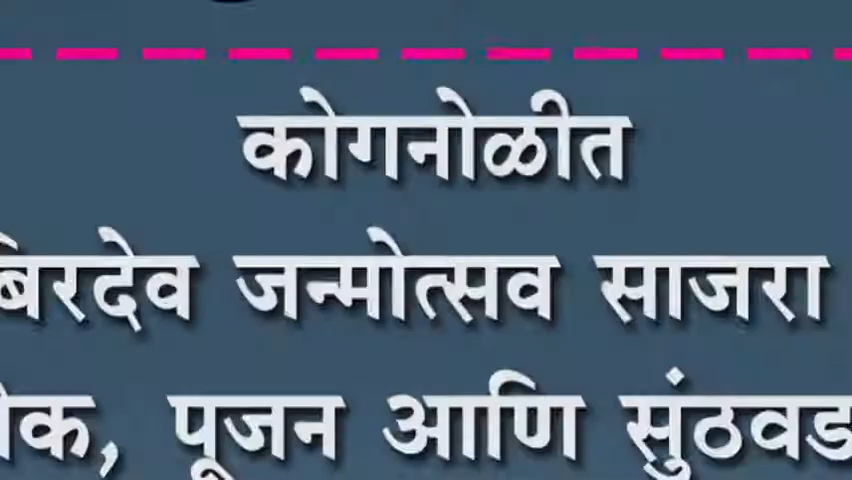 कोगनोळीत
बिरदेव जन्मोत्सव साजरा
पूजन आणि